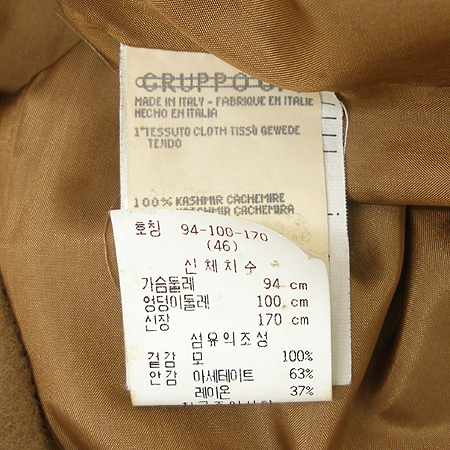 GRUPPO
MADE IN ITALY - FABRIQUE EN ITALIE
HECHO EN ITALIA
1°TESSUTO CLOTH TISSÙ GEWEDE
TEJIDO
100% KASHMIR CACHEMIRE
CACHEMIRA
호칭 94-100-170
(46)
신체치수
가슴둘레 94 cm
엉덩이둘레 100 cm
신장 170 cm
섬유의조성
겉감 모 100%
안감 아세테이트 63%
레이온 37%